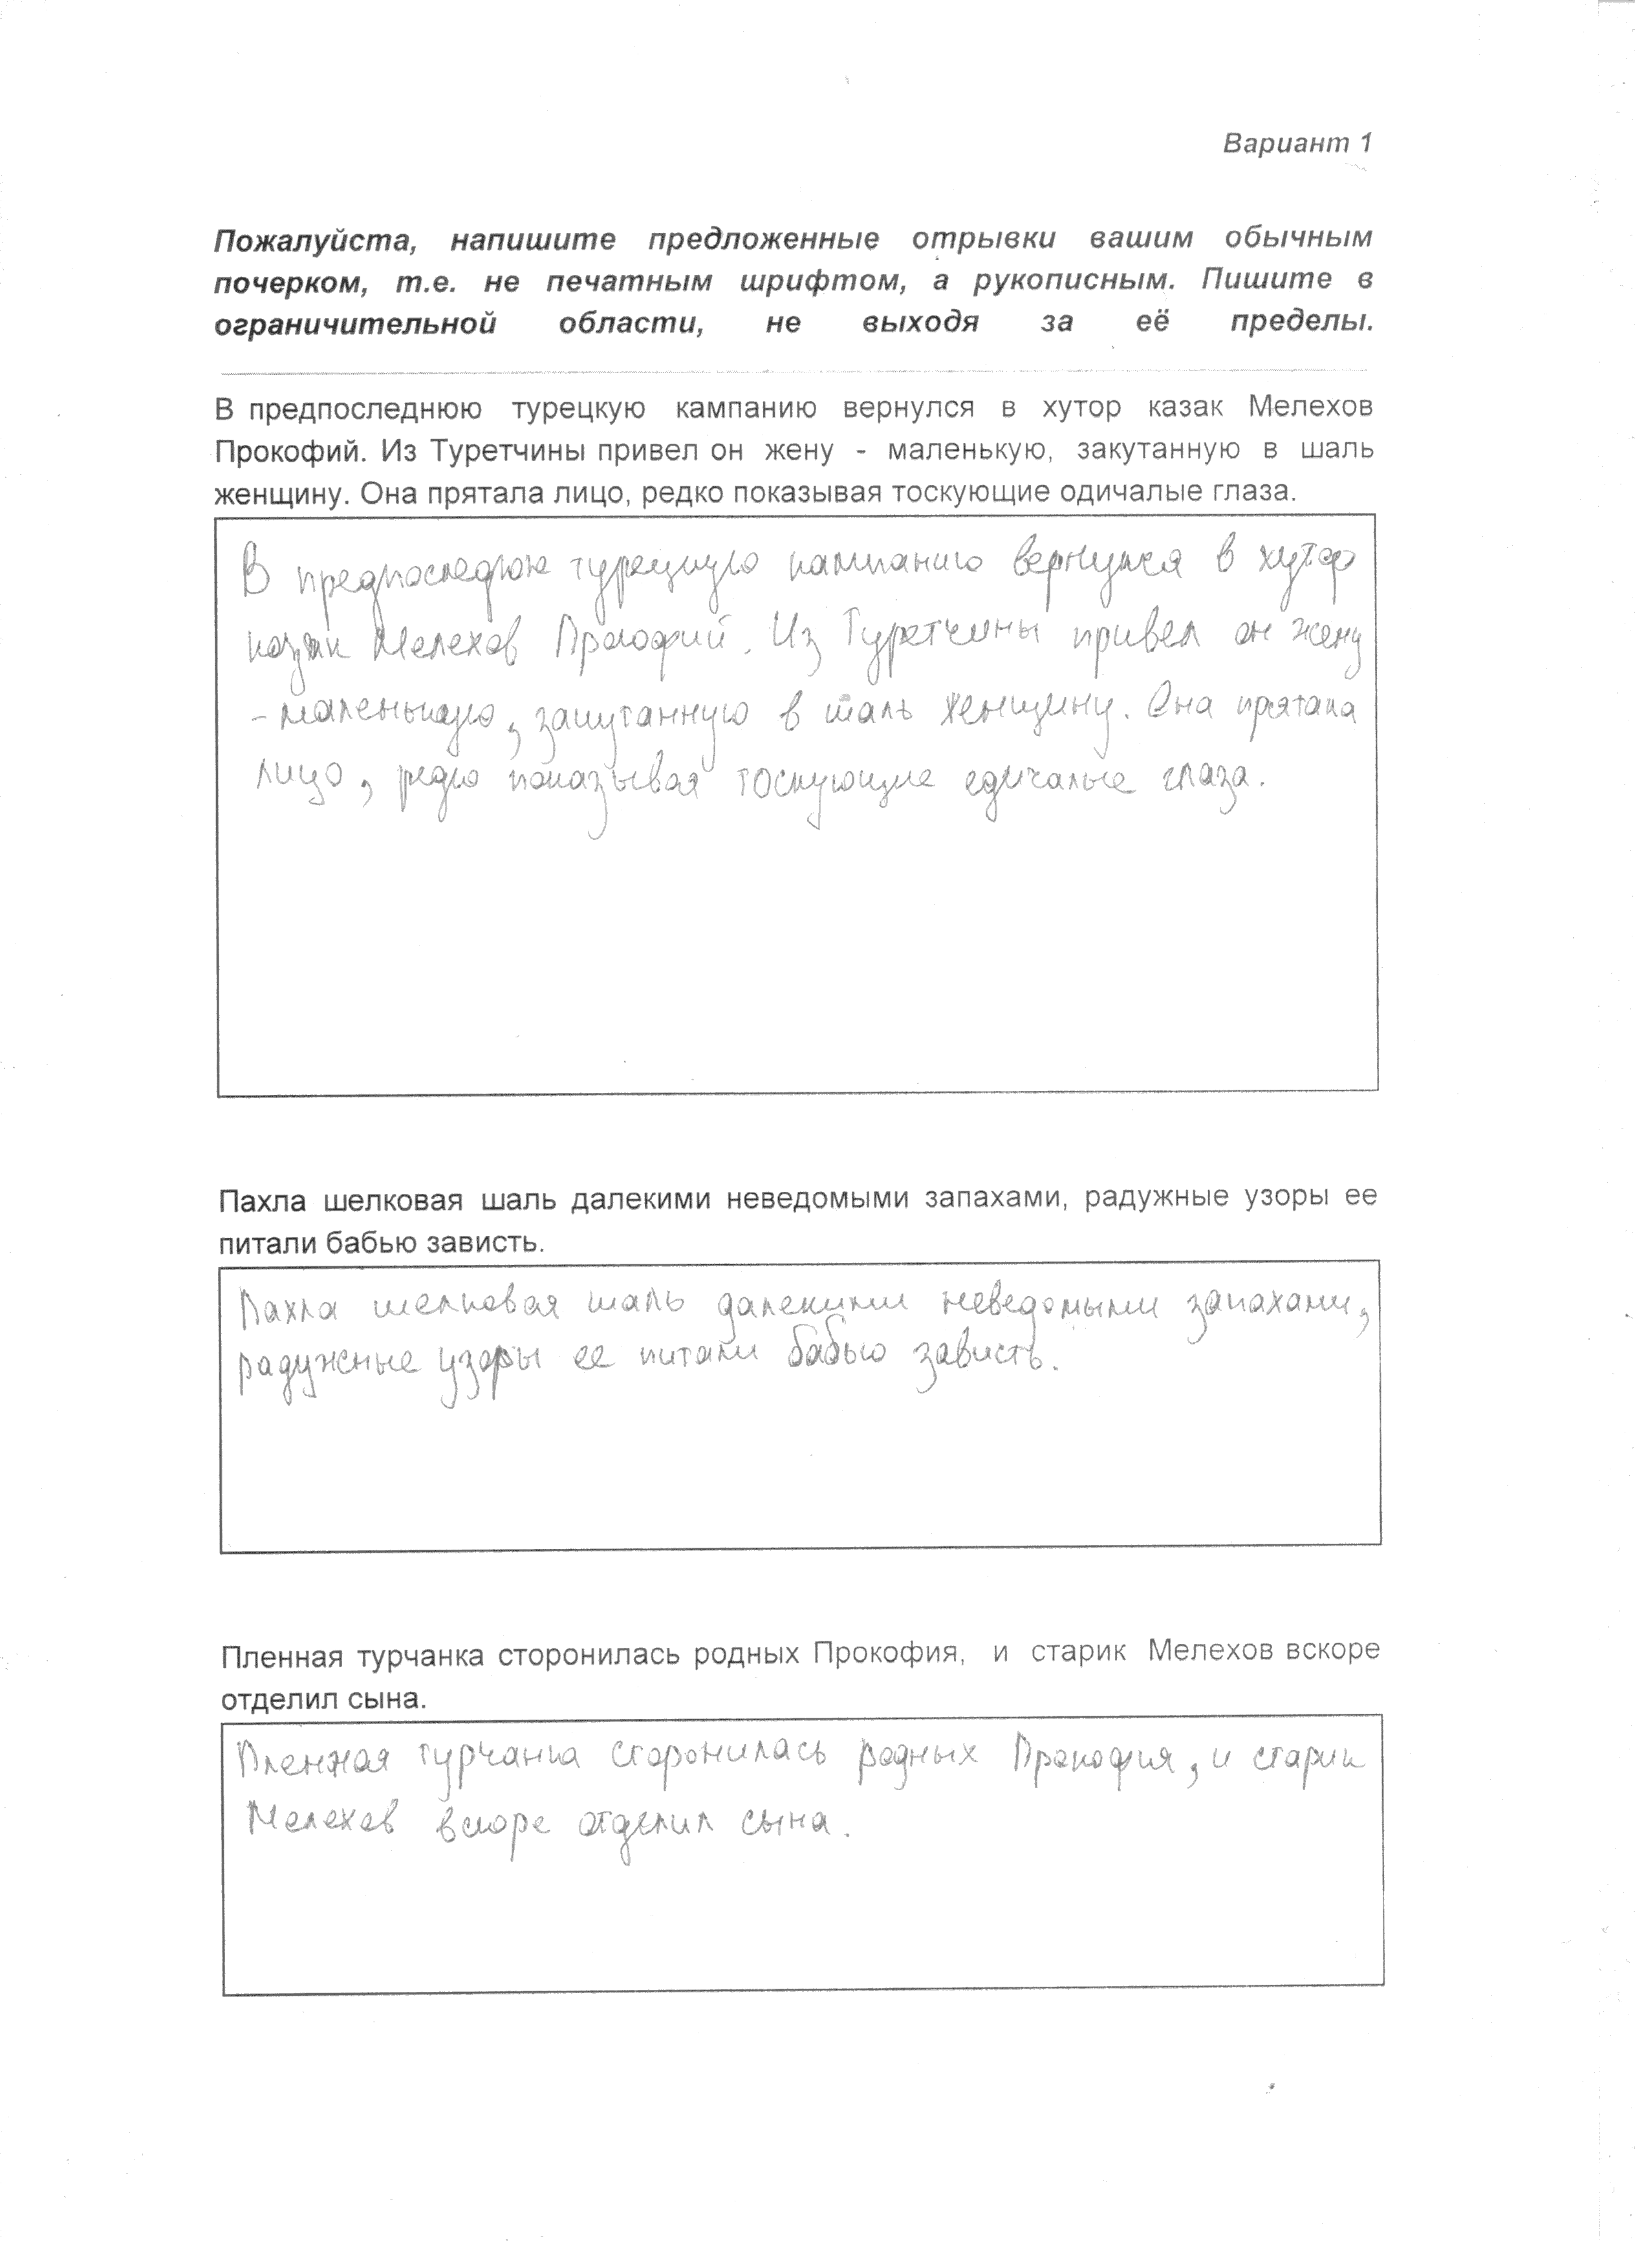 Вариант 1
Пожалуйста, напишите предложенные отрывки вашим обычным
почерком, т.е. не печатным шрифтом, а рукописным. Пишите в
ограничительной области, не выходя за её пределы.
В предпоследнюю турецкую кампанию вернулся в хутор казак Мелехов
Прокофий. Из Туретчины привел он жену - маленькую, закутанную в шаль
женщину. Она прятала лицо, редко показывая тоскующие одичалые глаза.
В предпоследюю турецкую кампанию вернулся в хутор
казак Мелехов Прокофий. Из Туретчины привел он жену
- маленькую, закутанную в шаль женщину. Она прятала
лицо, редко показывая тоскующие одичалые глаза.
Пахла шелковая шаль далекими неведомыми запахами, радужные узоры ее
питали бабью зависть.
Пахла шелковая шаль далекими неведомыми запахами,
радужные узоры ее питали бабью зависть.
Пленная турчанка сторонилась родных Прокофия, и старик Мелехов вскоре
отделил сына.
Пленная турчанка сторонилась родных Прокофия, и старик
Мелехов вскоре отделил сына.